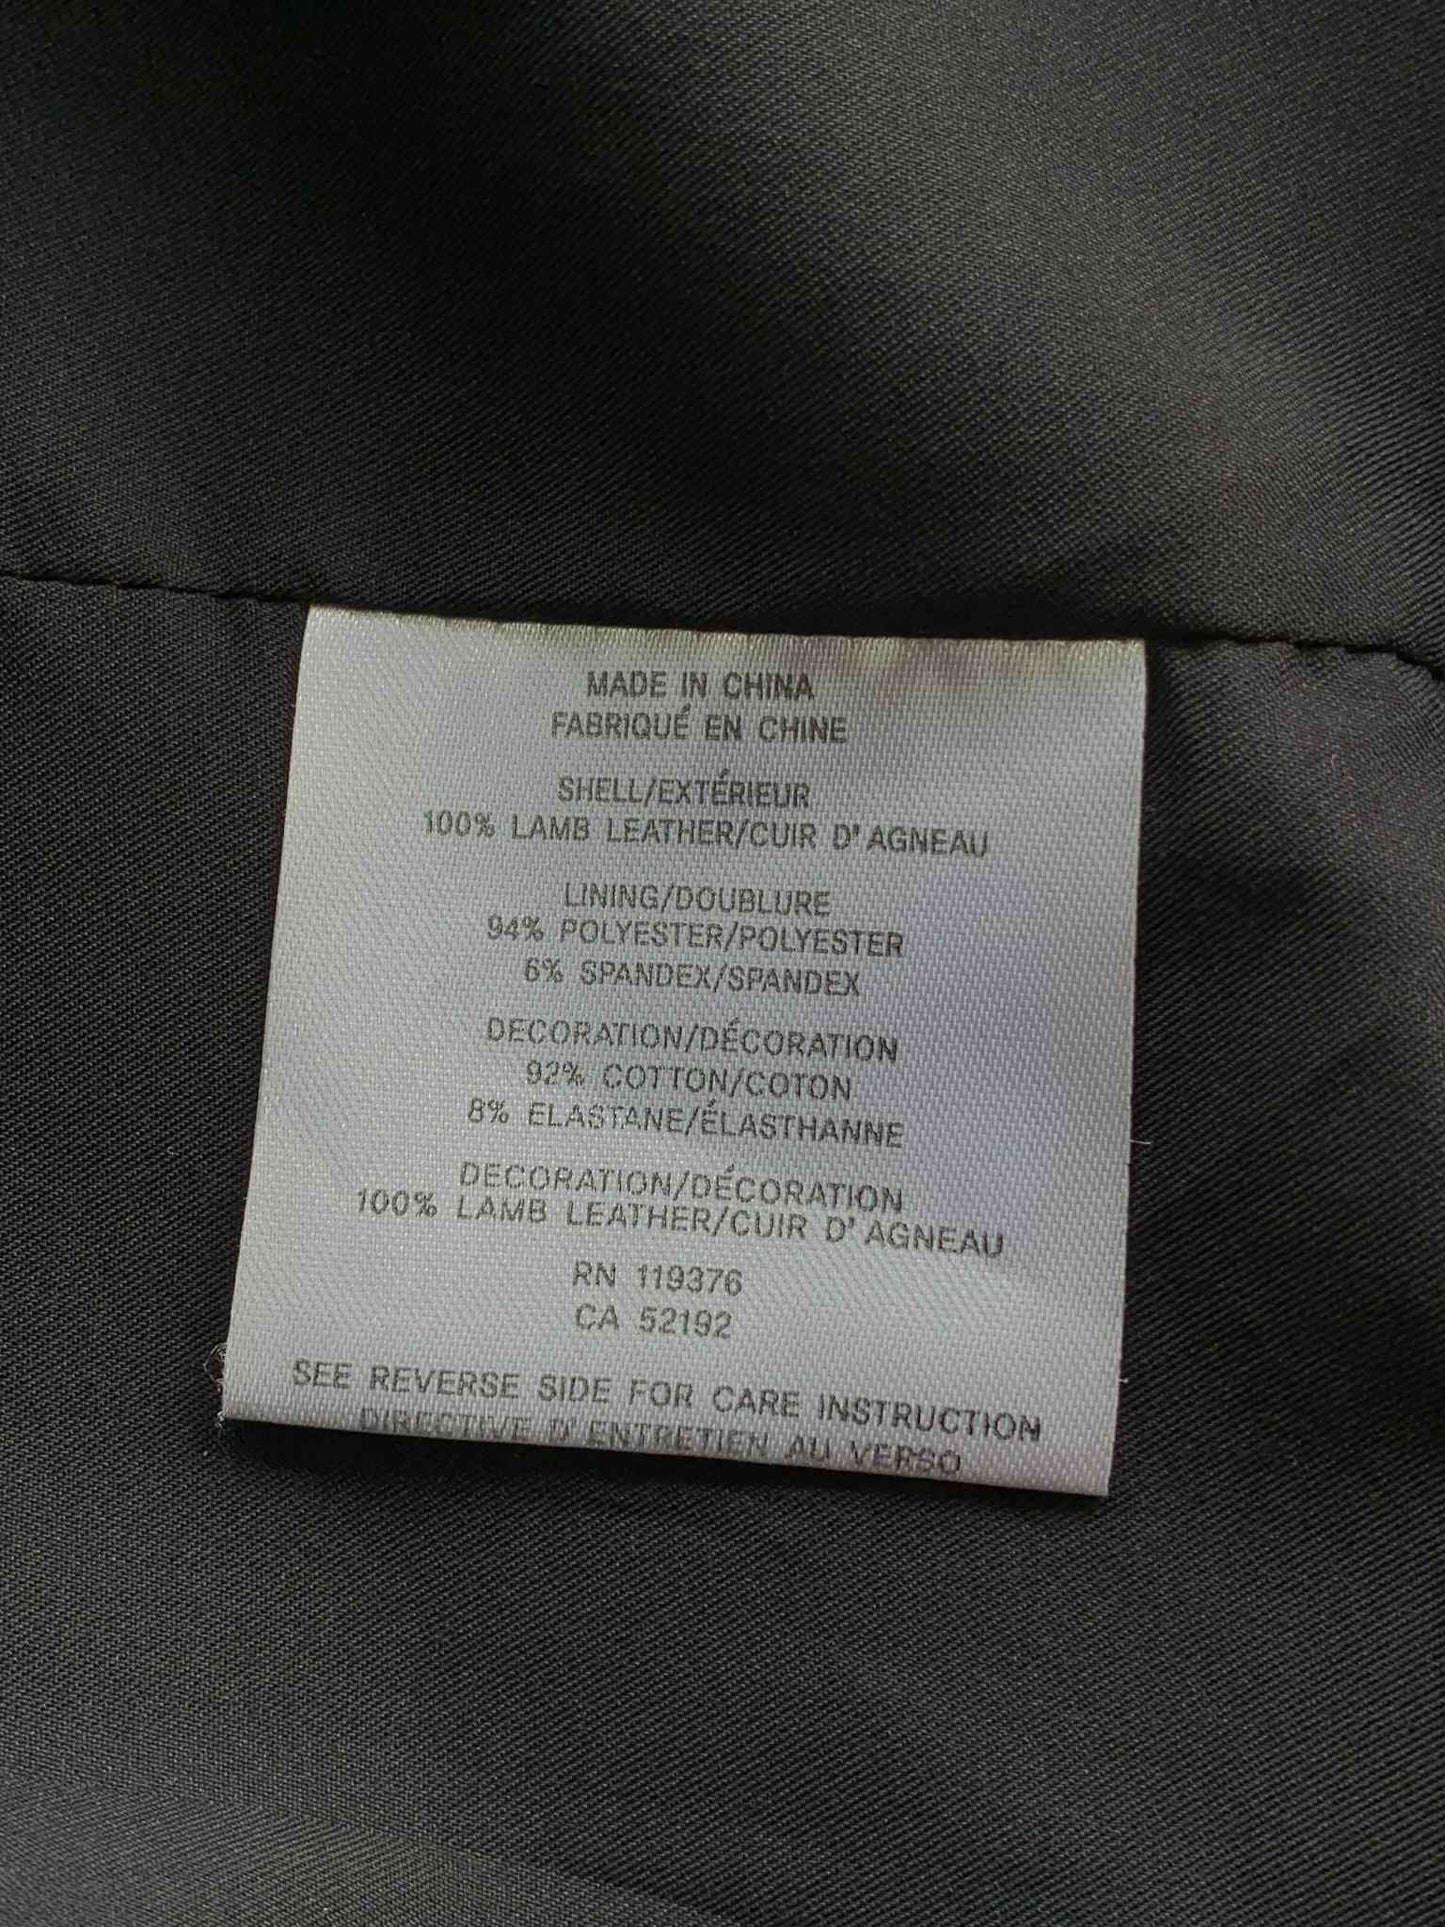 MADE IN CHINA
FABRIQUÉ EN CHINE
SHELL/EXTÉRIEUR
100% LAMB LEATHER/CUIR D'AGNEAU
LINING/DOUBLURE
94% POLYESTER/POLYESTER
6% SPANDEX/SPANDEX
DECORATION/DÉCORATION
92% COTTON/COTON
8% ELASTANE/ÉLASTHANNE
DECORATION/DÉCORATION
100% LAMB LEATHER/CUIR D'AGNEAU
RN 119376
CA 52192
SEE REVERSE SIDE FOR CARE INSTRUCTION
DIRECTIVE D'ENTRETIEN AU VERSO